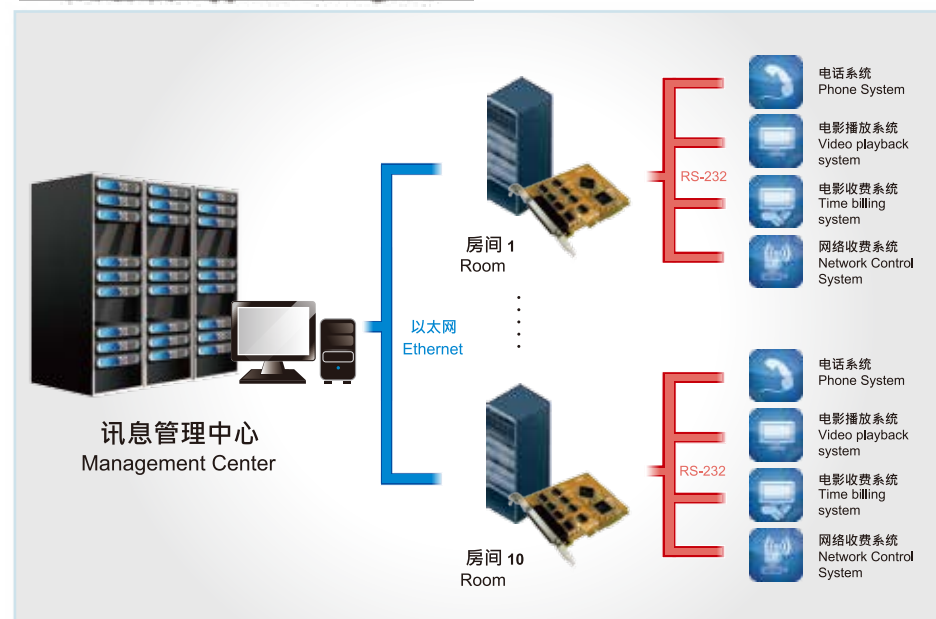 讯息管理中心
Management Center
以太网
Ethernet
房间 1
Room
RS-232
电话系统
Phone System
电影播放系统
Video playback
system
电影收费系统
Time billing
system
网络收费系统
Network Control
System
房间 10
Room
RS-232
电话系统
Phone System
电影播放系统
Video playback
system
电影收费系统
Time billing
system
网络收费系统
Network Control
System